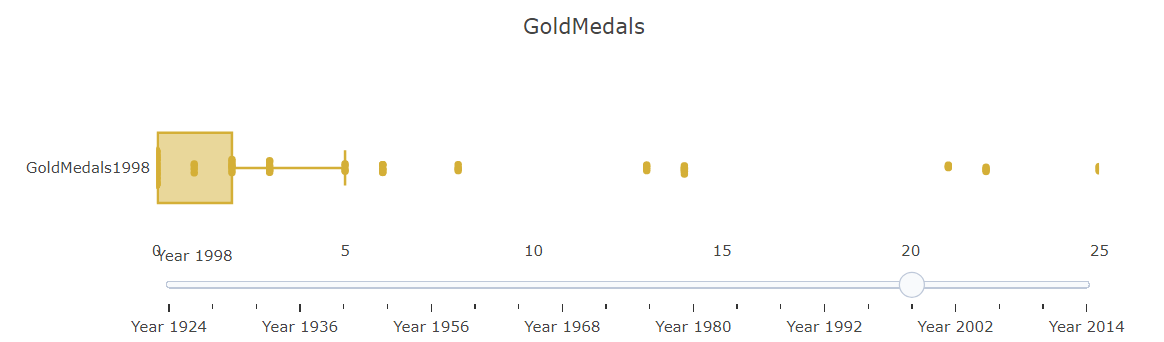 GoldMedals
GoldMedals1998
0 5 10 15 20 25
Year 1998
Year 1924 Year 1936 Year 1956 Year 1968 Year 1980 Year 1992 Year 2002 Year 2014